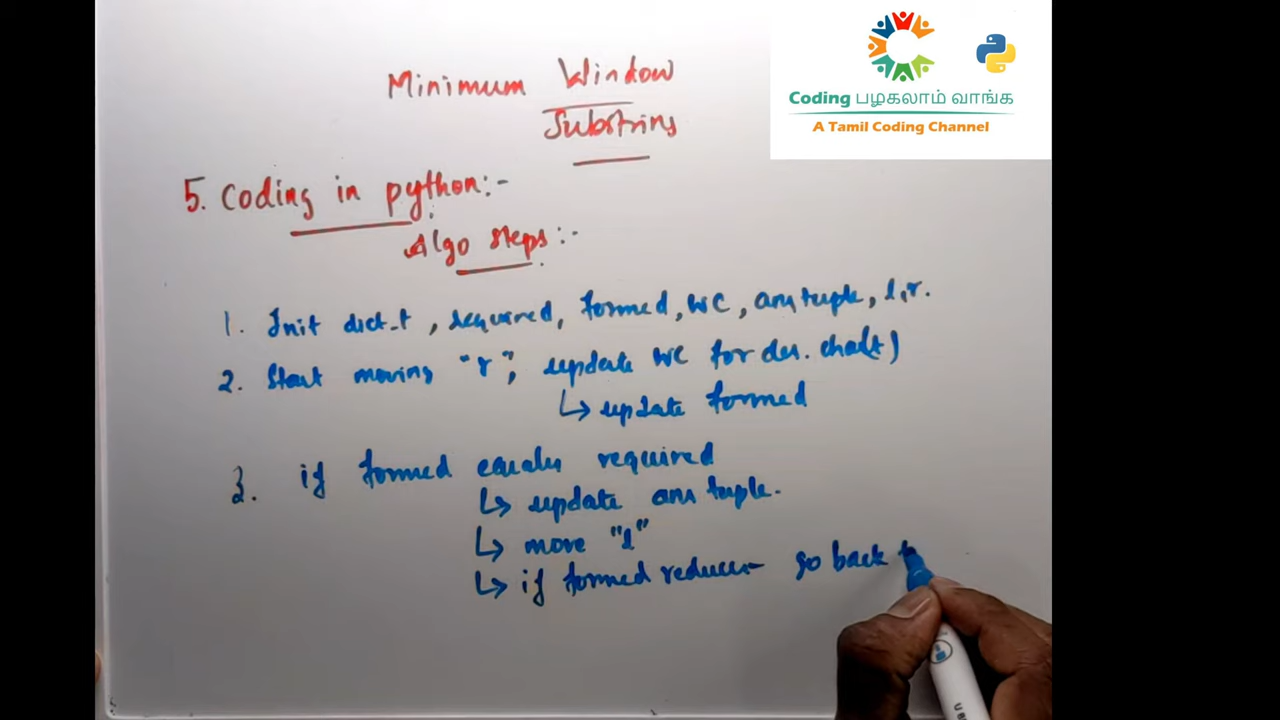 Minimum Window
Substring
Coding பழகலாம் வாங்க
A Tamil Coding Channel
5. Coding in python:-
Algo steps:-
1. Init dict_t, required, formed, WC, ans tuple, l, r.
2. Start moving "r", update WC for des. char(t)
↳ update formed
3. if formed equals required
↳ update ans tuple.
↳ move "l"
↳ if formed reduces go back t